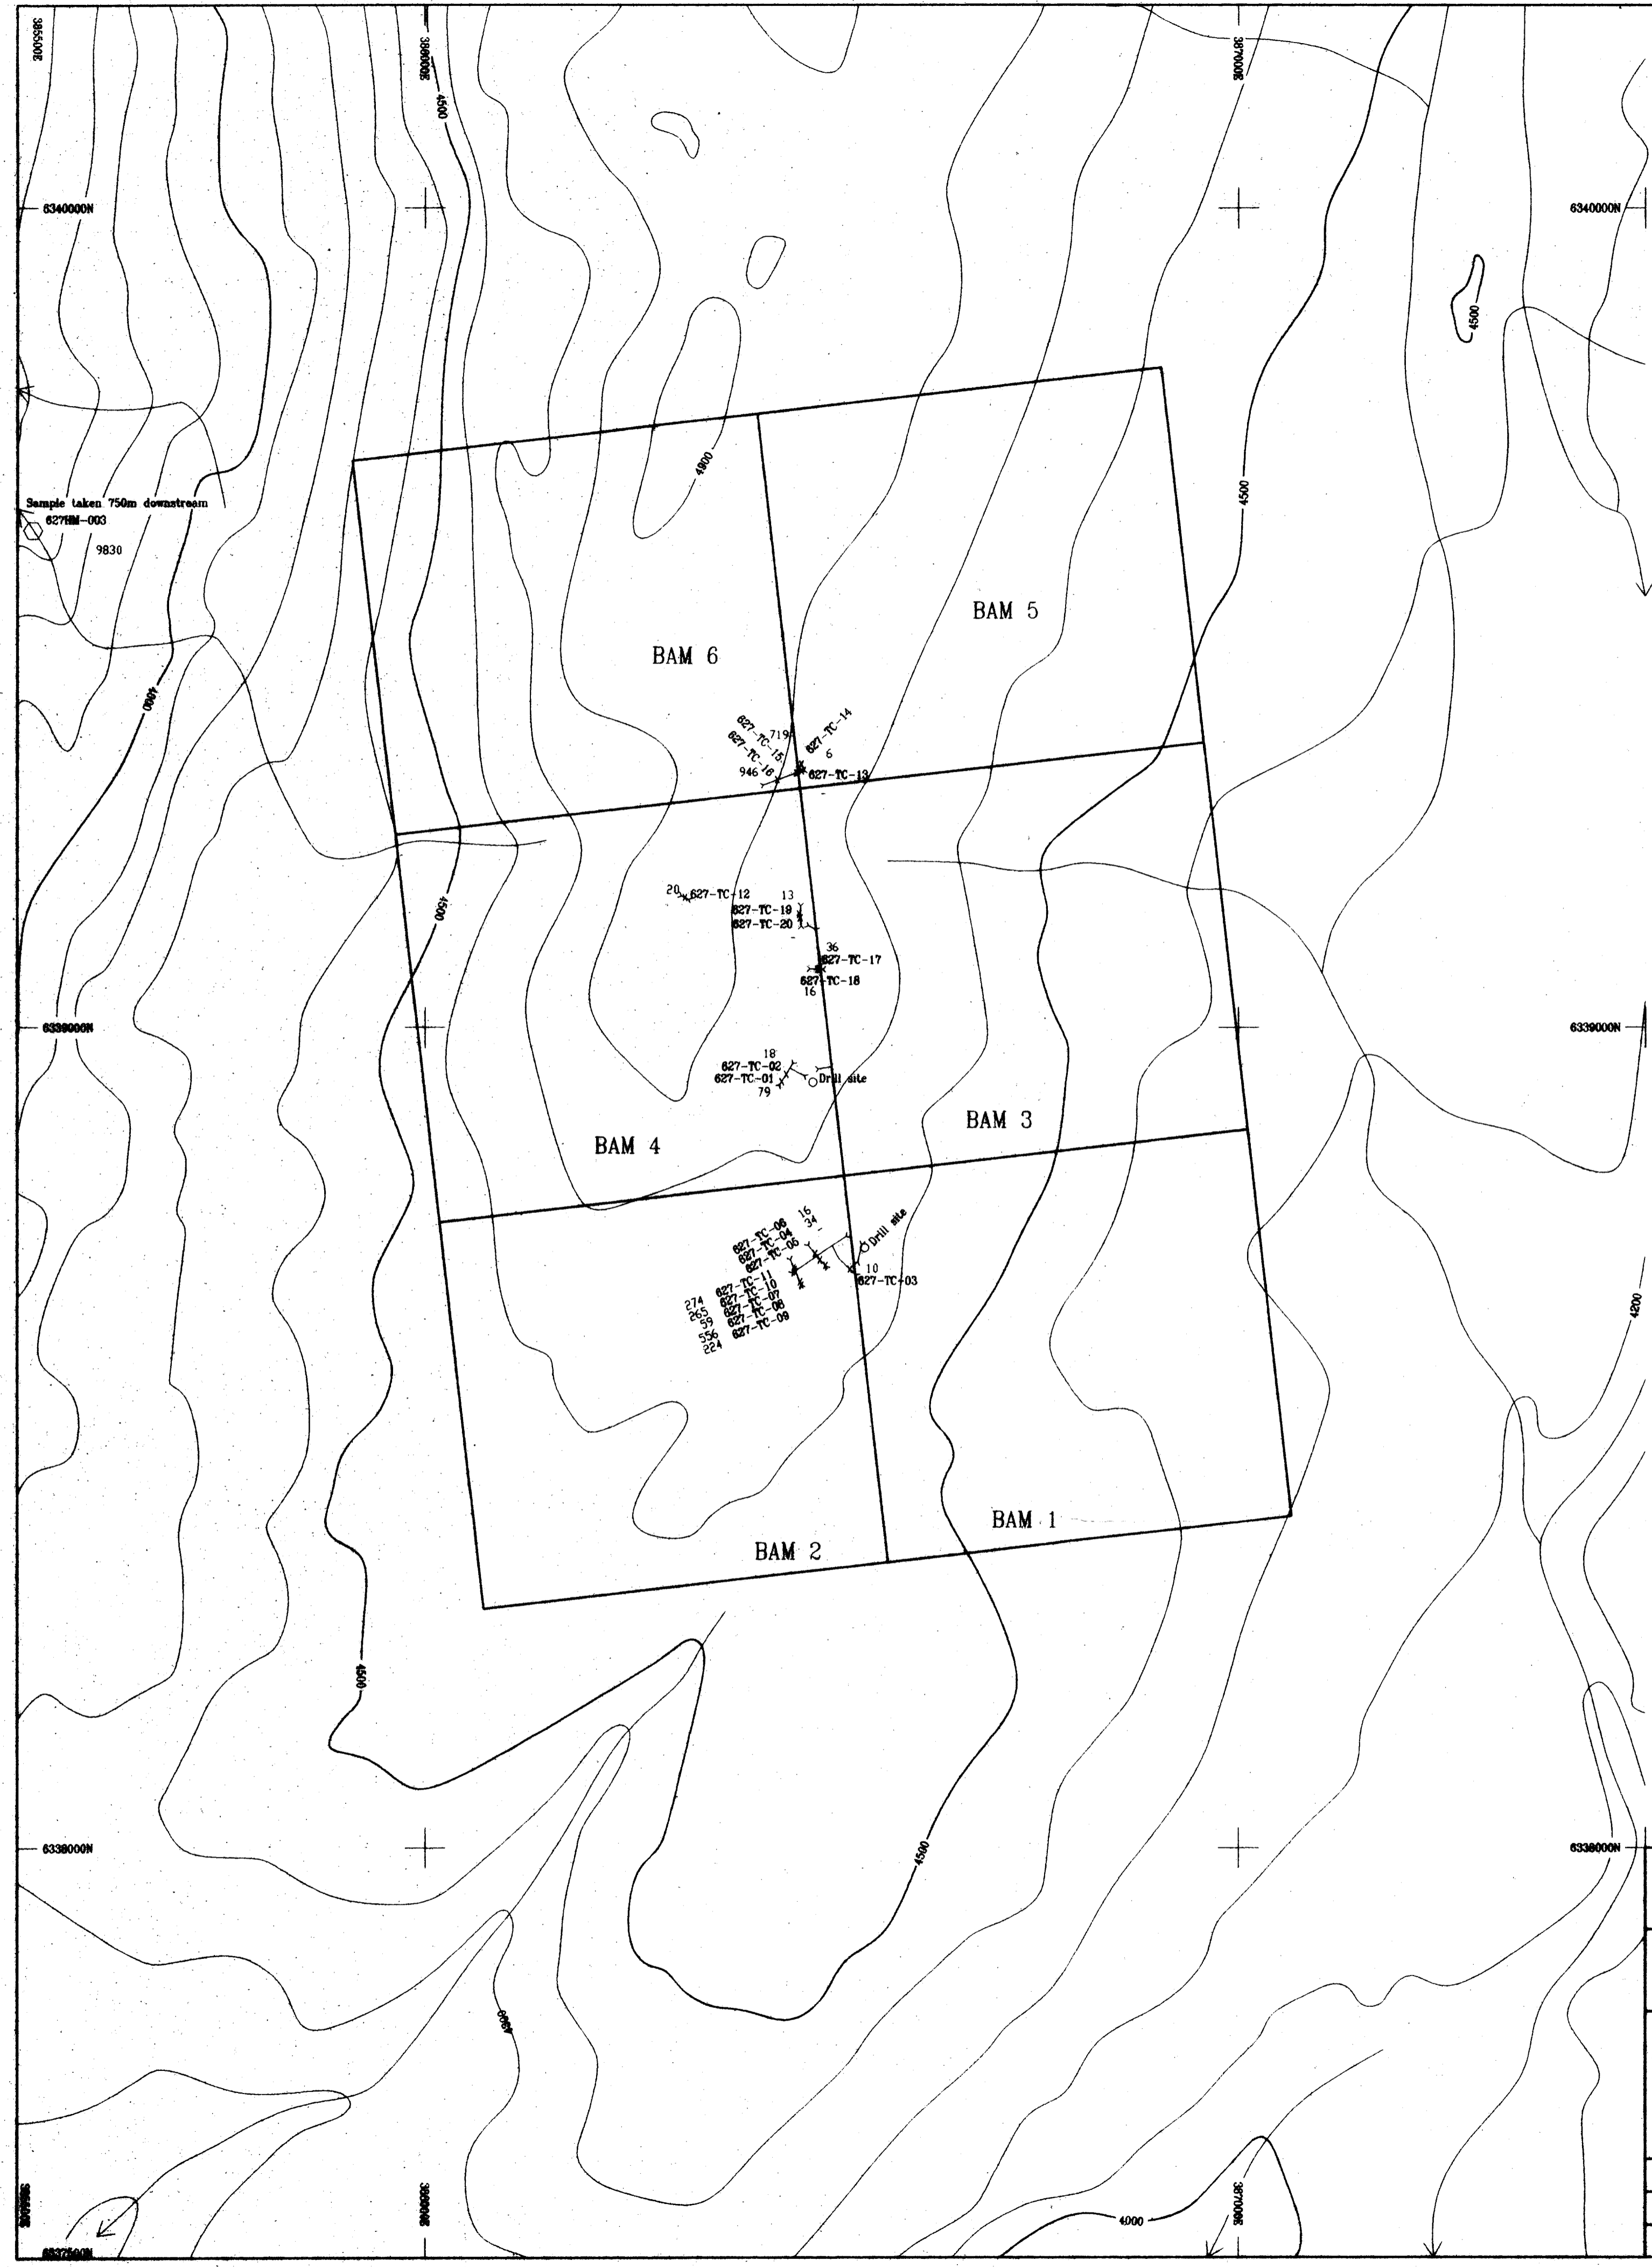 385500E
386000E
387000E
4500
6340000N
6340000N
4500
4900
4500
Sample taken 750m downstream
627HM-003
9830
BAM 5
BAM 6
4000
627-TC-15
719
627-TC-14
627-TC-16
6
946
627-TC-13
20
627-TC-12
13
627-TC-19
627-TC-20
4500
36
627-TC-17
627-TC-18
16
6339000N
6339000N
18
627-TC-02
627-TC-01
79
Drill site
BAM 3
BAM 4
627-TC-06 16
627-TC-04 34
627-TC-05 -
Drill site
10
627-TC-03
274 627-TC-11
265 627-TC-10
59 627-TC-07
556 627-TC-08
224 627-TC-09
4200
BAM 1
BAM 2
4500
6338000N
6338000N
4500
4000
386000E
387000E
6337500N